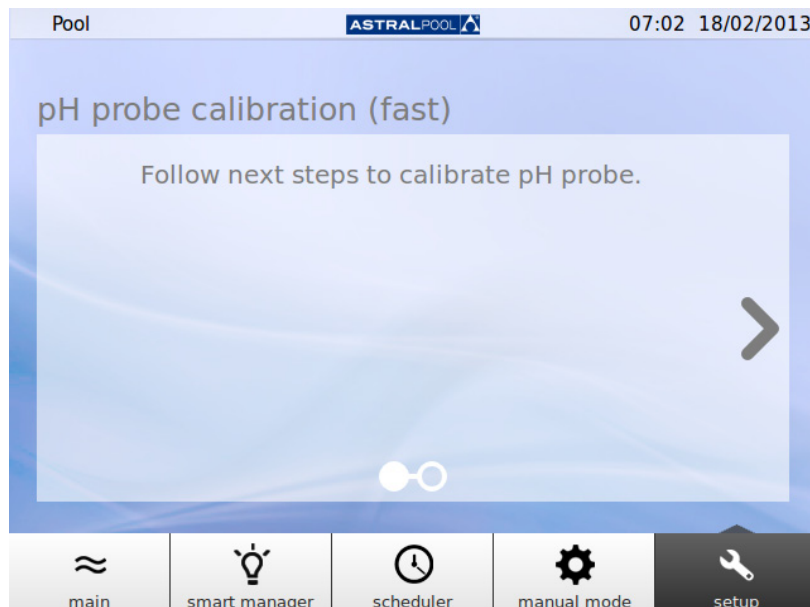 Pool ASTRALPOOL 07:02 18/02/2013
pH probe calibration (fast)
Follow next steps to calibrate pH probe.
main smart manager scheduler manual mode setup